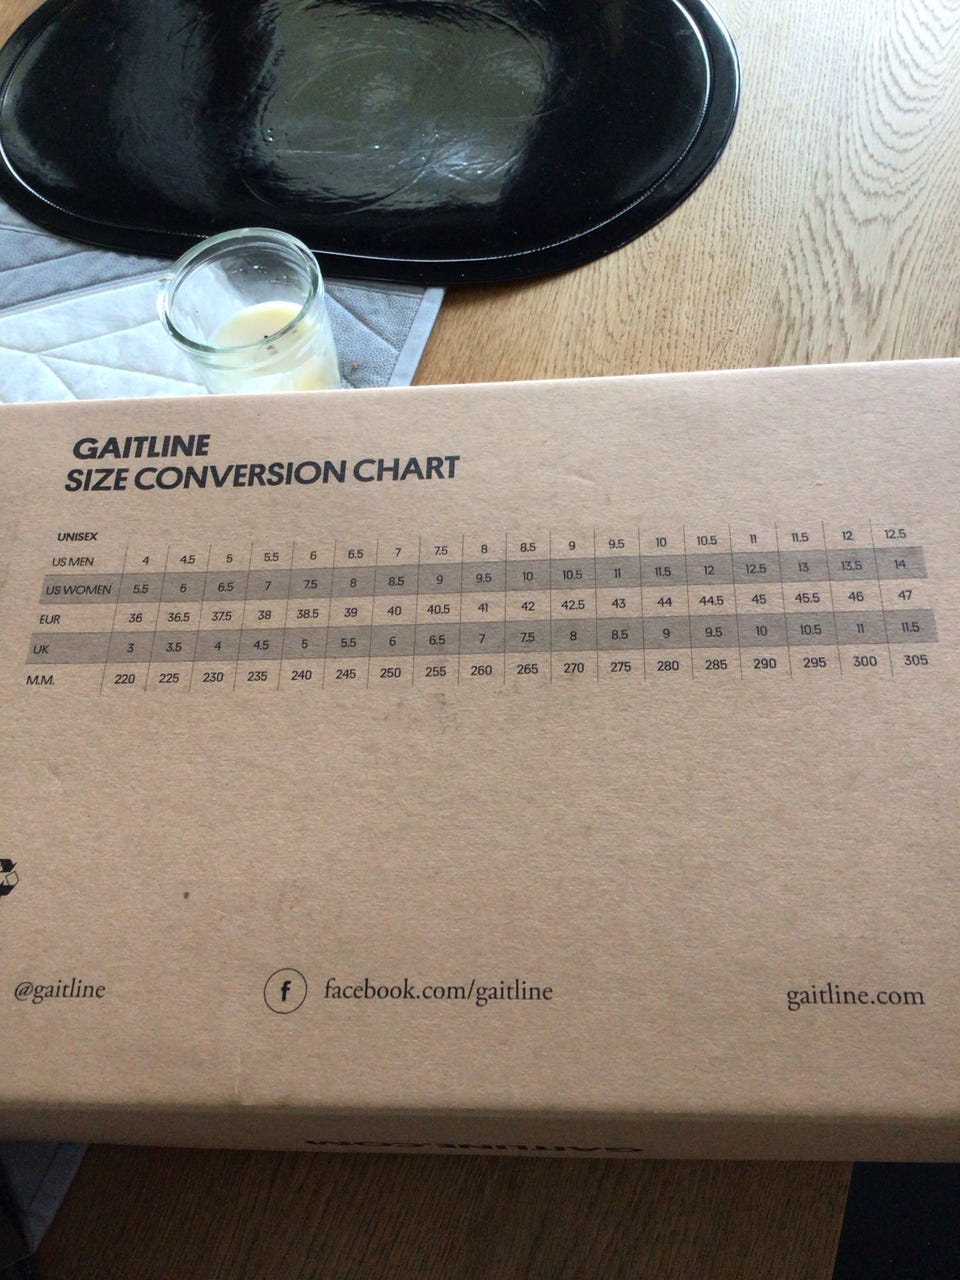 GAITLINE
SIZE CONVERSION CHART
UNISEX
US MEN 4 4.5 5 5.5 6 6.5 7 7.5 8 8.5 9 9.5 10 10.5 11 11.5 12 12.5
US WOMEN 5.5 6 6.5 7 7.5 8 8.5 9 9.5 10 10.5 11 11.5 12 12.5 13 13.5 14
EUR 36 36.5 37.5 38 38.5 39 40 40.5 41 42 42.5 43 44 44.5 45 45.5 46 47
UK 3 3.5 4 4.5 5 5.5 6 6.5 7 7.5 8 8.5 9 9.5 10 10.5 11 11.5
M.M. 220 225 230 235 240 245 250 255 260 265 270 275 280 285 290 295 300 305
@gaitline f facebook.com/gaitline gaitline.com
GAITLINE.COM